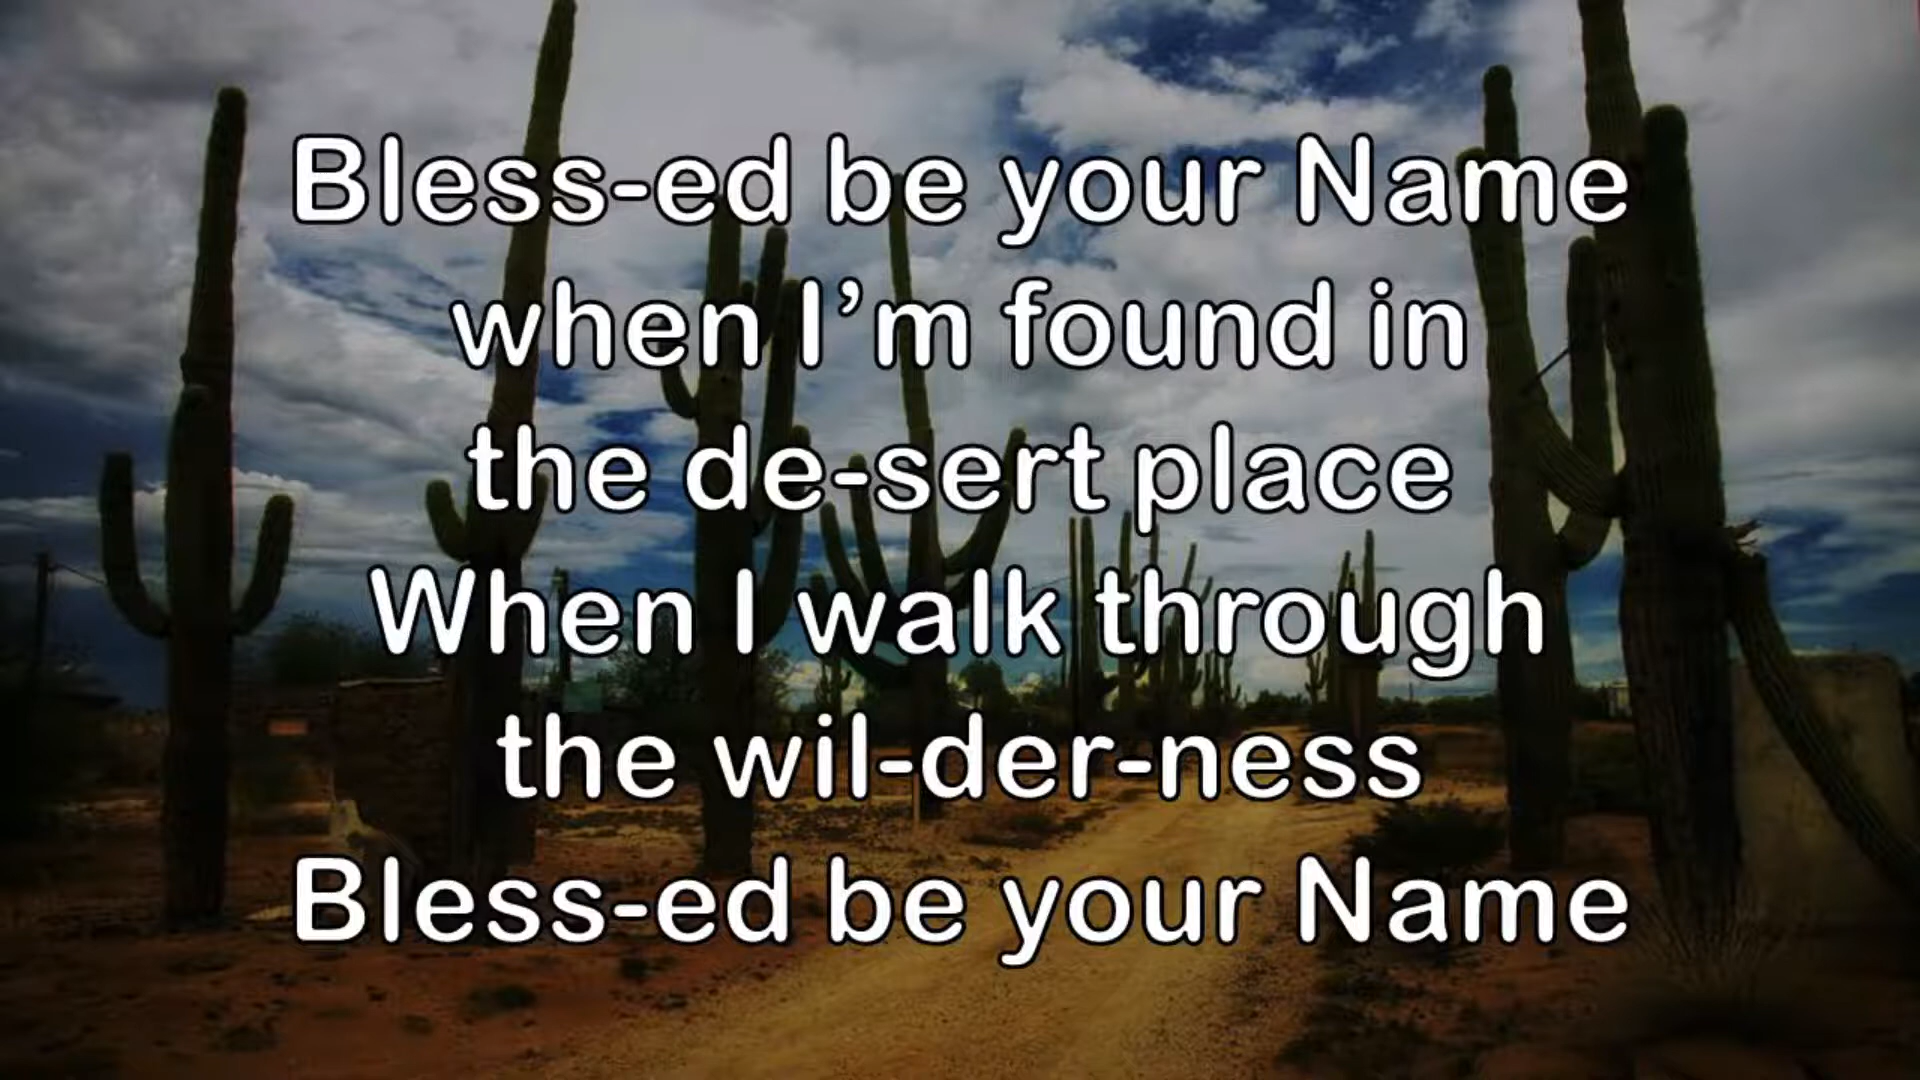 Bless-ed be your Name
when I’m found in
the de-sert place
When I walk through
the wil-der-ness
Bless-ed be your Name